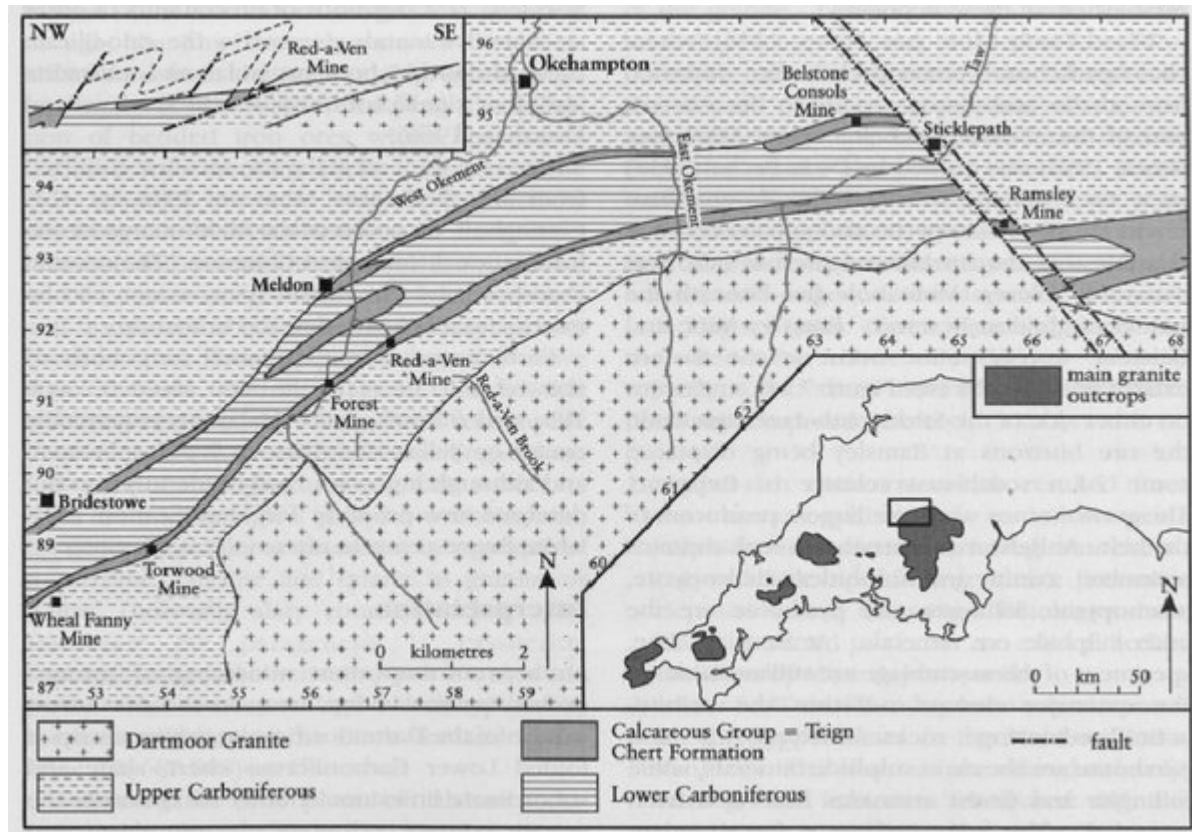 NW
SE
Red-a-Ven
Mine
96
95
94
93
92
91
90
89
87
Okehampton
Belstone
Consols
Mine
Taw
Sticklepath
Ramsley
Mine
West Okement
East Okement
Meldon
Red-a-Ven
Mine
Red-a-Ven Brook
Forest
Mine
Bridestowe
Torwood
Mine
Wheal Fanny
Mine
63 64 65 66 67 68
62
61
60
main granite
outcrops
N
N
0 kilometres 2
0 km 50
53 54 55 56 57 58 59
Dartmoor Granite
Upper Carboniferous
Calcareous Group = Teign
Chert Formation
Lower Carboniferous
fault